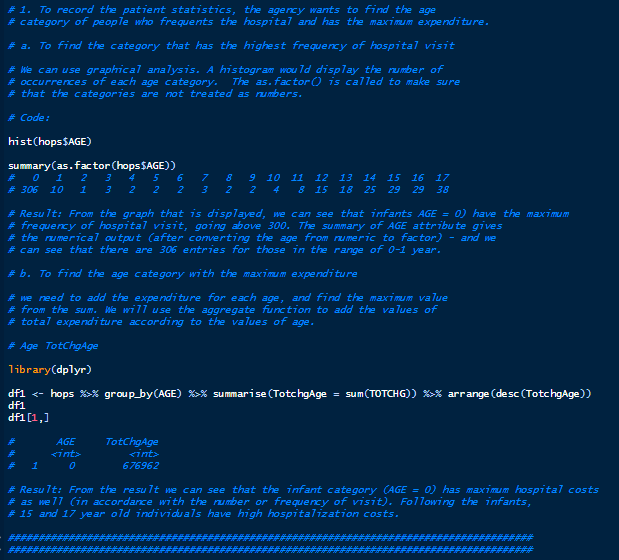 # 1. To record the patient statistics, the agency wants to find the age
# category of people who frequents the hospital and has the maximum expenditure.
# a. To find the category that has the highest frequency of hospital visit
# We can use graphical analysis. A histogram would display the number of
# occurrences of each age category.  The as.factor() is called to make sure
# that the categories are not treated as numbers.
# Code:
hist(hops$AGE)
summary(as.factor(hops$AGE))
#   0   1   2   3   4   5   6   7   8   9  10  11  12  13  14  15  16  17
# 306  10   1   3   2   2   2   3   2   2   4   8  15  18  25  29  29  38
# Result: From the graph that is displayed, we can see that infants AGE = 0) have the maximum
# frequency of hospital visit, going above 300. The summary of AGE attribute gives
# the numerical output (after converting the age from numeric to factor) - and we
# can see that there are 306 entries for those in the range of 0-1 year.
# b. To find the age category with the maximum expenditure
# we need to add the expenditure for each age, and find the maximum value
# from the sum. We will use the aggregate function to add the values of
# total expenditure according to the values of age.
# Age TotChgAge
library(dplyr)
df1 <- hops %>% group_by(AGE) %>% summarise(TotchgAge = sum(TOTCHG)) %>% arrange(desc(TotchgAge))
df1
df1[1,]
#       AGE     TotChgAge
#       <int>       <int>
#  1      0        676962
# Result: From the result we can see that the infant category (AGE = 0) has maximum hospital costs
# as well (in accordance with the number or frequency of visit). Following the infants,
# 15 and 17 year old individuals have high hospitalization costs.
########################################################################################
########################################################################################